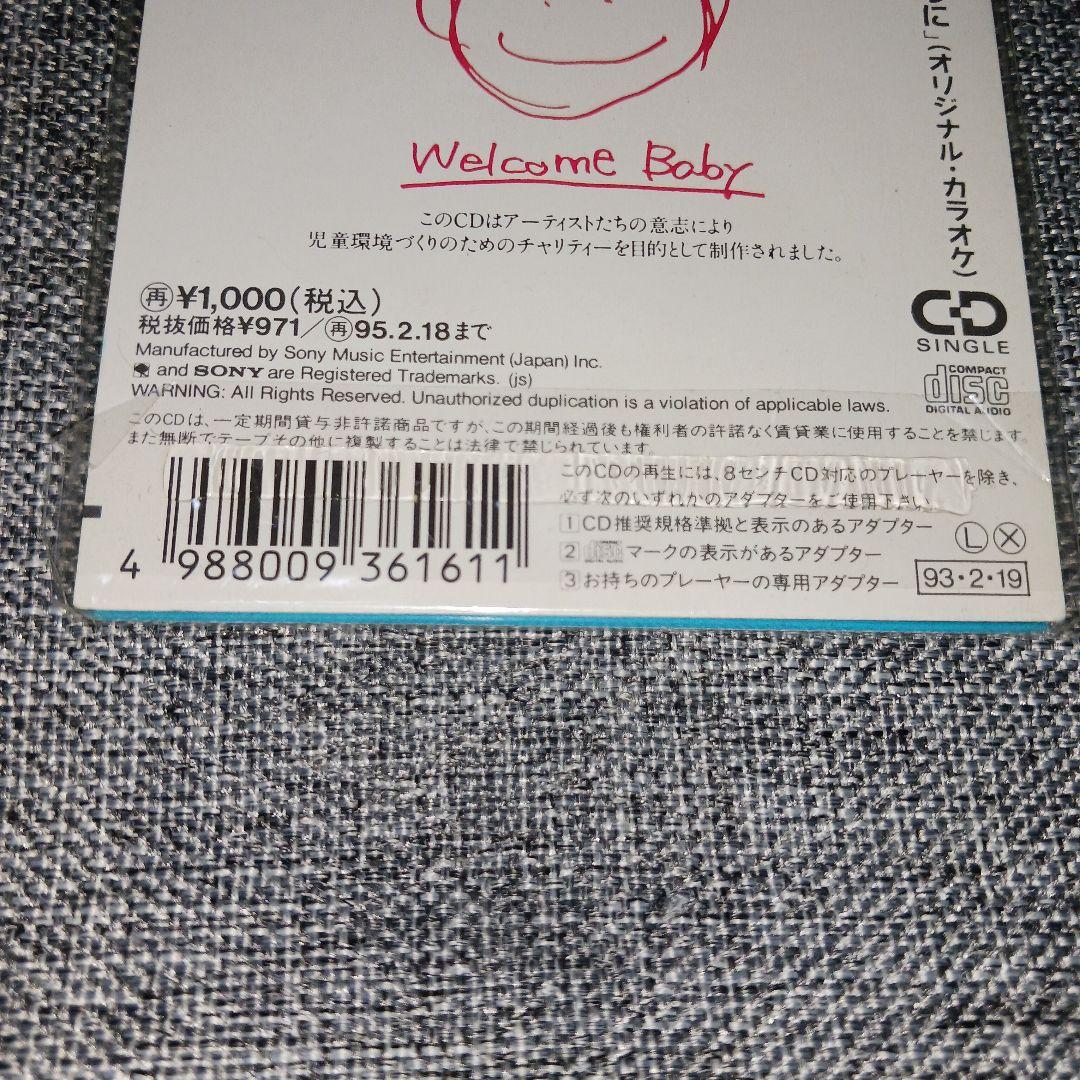 に」(オリジナル・カラオケ)
Welcome Baby
このCDはアーティストたちの意志により
児童環境づくりのためのチャリティーを目的として制作されました。
再¥1,000(税込)
税抜価格¥971/再95.2.18まで
Manufactured by Sony Music Entertainment (Japan) Inc.
and SONY are Registered Trademarks. (js)
WARNING: All Rights Reserved. Unauthorized duplication is a violation of applicable laws.
このCDは、一定期間貸与非許諾商品ですが、この期間経過後も権利者の許諾なく賃貸業に使用することを禁じます。
また無断でテープその他に複製することは法律で禁じられています。
CD
SINGLE
COMPACT
disc
DIGITAL AUDIO
4 988009 361611
このCDの再生には、8センチCD対応のプレーヤーを除き、
必ず次のいずれかのアダプターをご使用下さい。
1 CD推奨規格準拠と表示のあるアダプター
2 disc マークの表示があるアダプター
3 お持ちのプレーヤーの専用アダプター
L X
93・2・19